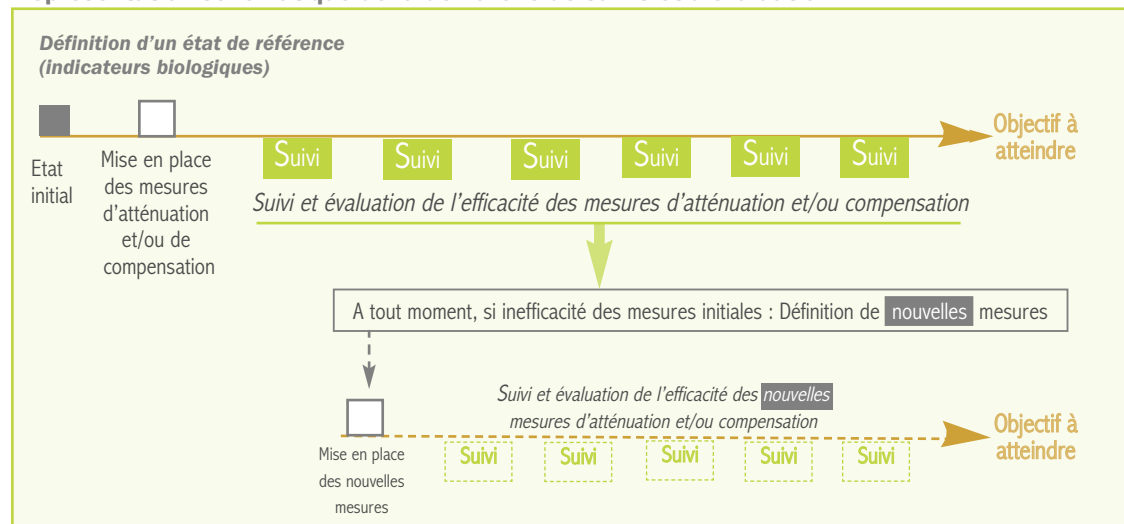 Définition d'un état de référence
(indicateurs biologiques)
Etat
initial
Mise en place
des mesures
d'atténuation
et/ou de
compensation
Suivi
Suivi
Suivi
Suivi
Suivi
Suivi
Objectif à
atteindre
Suivi et évaluation de l'efficacité des mesures d'atténuation et/ou compensation
A tout moment, si inefficacité des mesures initiales : Définition de nouvelles mesures
Suivi et évaluation de l'efficacité des nouvelles
mesures d'atténuation et/ou compensation
Mise en place
des nouvelles
mesures
Suivi
Suivi
Suivi
Suivi
Suivi
Objectif à
atteindre